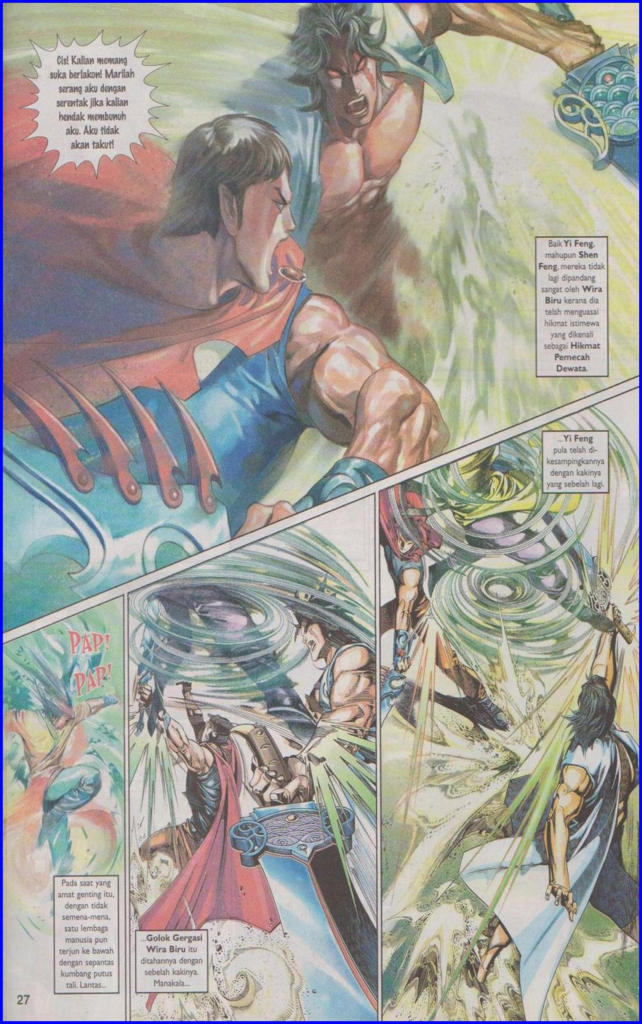 Cis! Kalian memang
suka berlakon! Marilah
serang aku dengan
serentak jika kalian
hendak membunuh
aku. Aku tidak
akan takut!
Baik Yi Feng,
mahupun Shen
Feng, mereka tidak
lagi dipandang
sangat oleh Wira
Biru kerana dia
telah menguasai
hikmat istimewa
yang dikenali
sebagai Hikmat
Pemecah
Dewata.
PAP!
PAP!
Pada saat yang
amat genting itu,
dengan tidak
semena-mena,
satu lembaga
manusia pun
terjun ke bawah
dengan sepantas
kumbang putus
tali. Lantas...
...Golok Gergasi
Wira Biru itu
ditahannya dengan
sebelah kakinya.
Manakala...
...Yi Feng
pula telah di-
kesampingkannya
dengan kakinya
yang sebelah lagi.
27